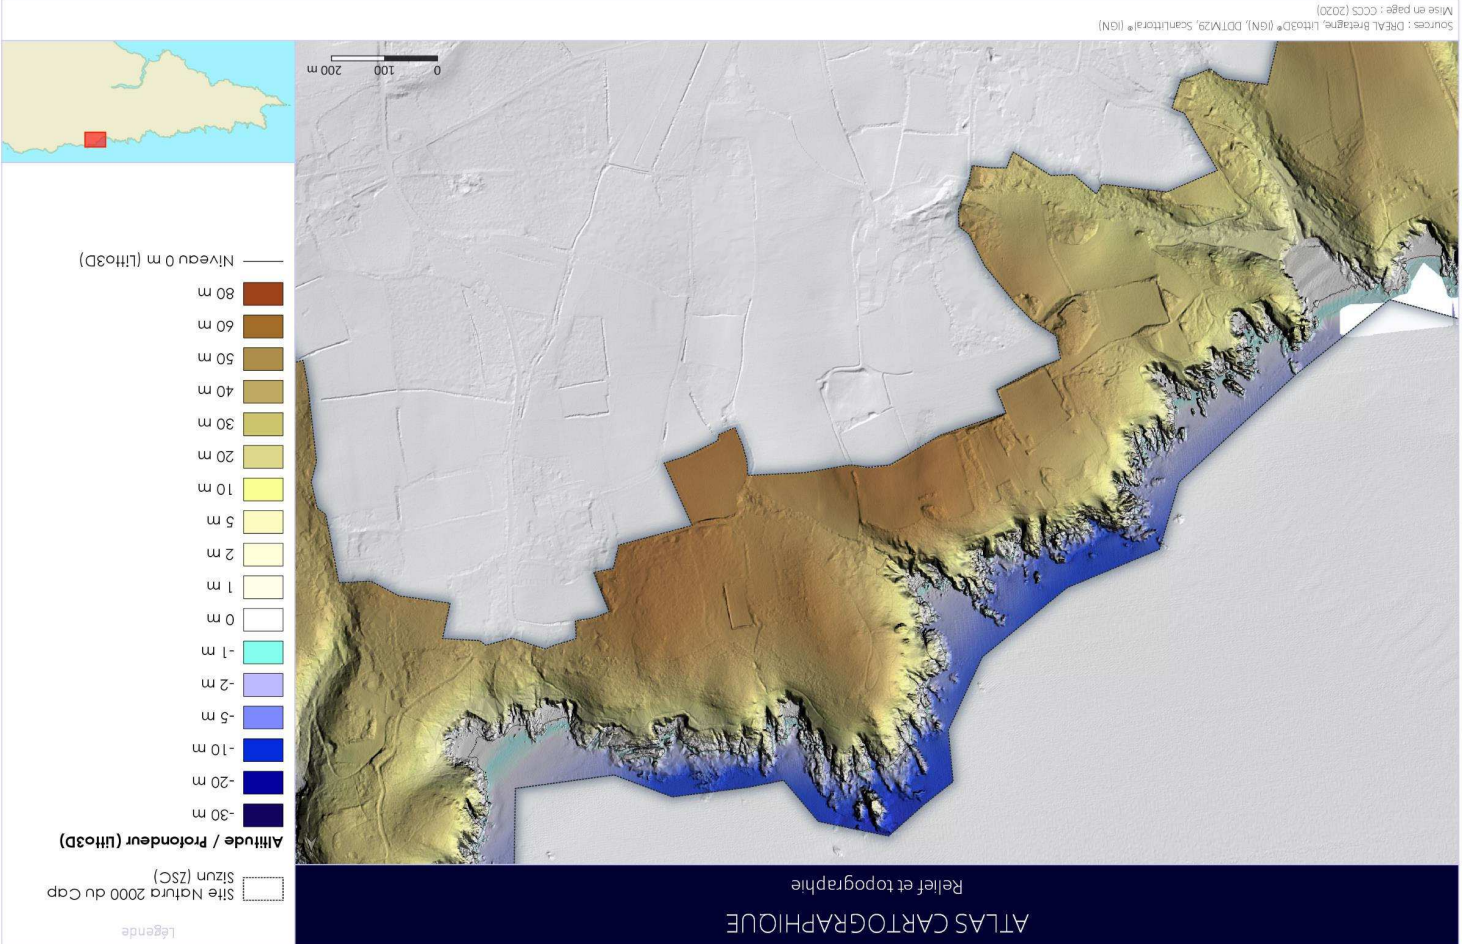 ATLAS CARTOGRAPHIQUE
Relief et topographie
Légende
Site Natura 2000 du Cap
Sizun (ZSC)
Altitude / Profondeur (Litto3D)
-30 m
-20 m
-10 m
-5 m
-2 m
-1 m
0 m
1 m
2 m
5 m
10 m
20 m
30 m
40 m
50 m
60 m
80 m
Niveau 0 m (Litto3D)
0 100 200 m
Sources : DREAL Bretagne, Litto3D® (IGN), DDTM29, ScanLittoral® (IGN)
Mise en page : CCCS (2020)